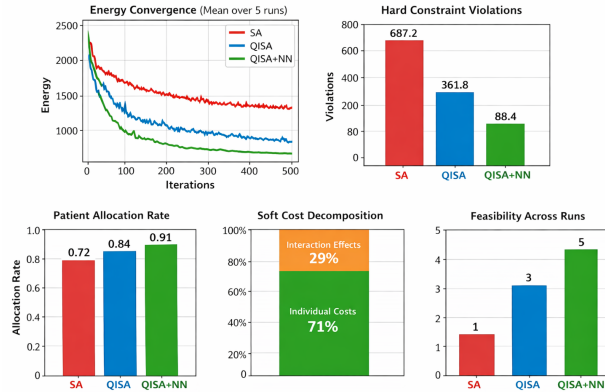 Energy Convergence (Mean over 5 runs)
2500
2000
1500
1000
Energy
0
100
200
300
400
500
Iterations
SA
QISA
QISA+NN
Hard Constraint Violations
800
600
400
200
80
0
Violations
687.2
361.8
88.4
SA
QISA
QISA+NN
Patient Allocation Rate
1.0
0.8
0.6
0.4
0.2
0
Allocation Rate
0.72
0.84
0.91
SA
QISA
QISA+NN
Soft Cost Decomposition
100%
80%
60%
40%
20%
Interaction Effects
29%
Individual Costs
71%
Feasibility Across Runs
5
4
3
2
1
0
1
3
5
SA
QISA
QISA+NN